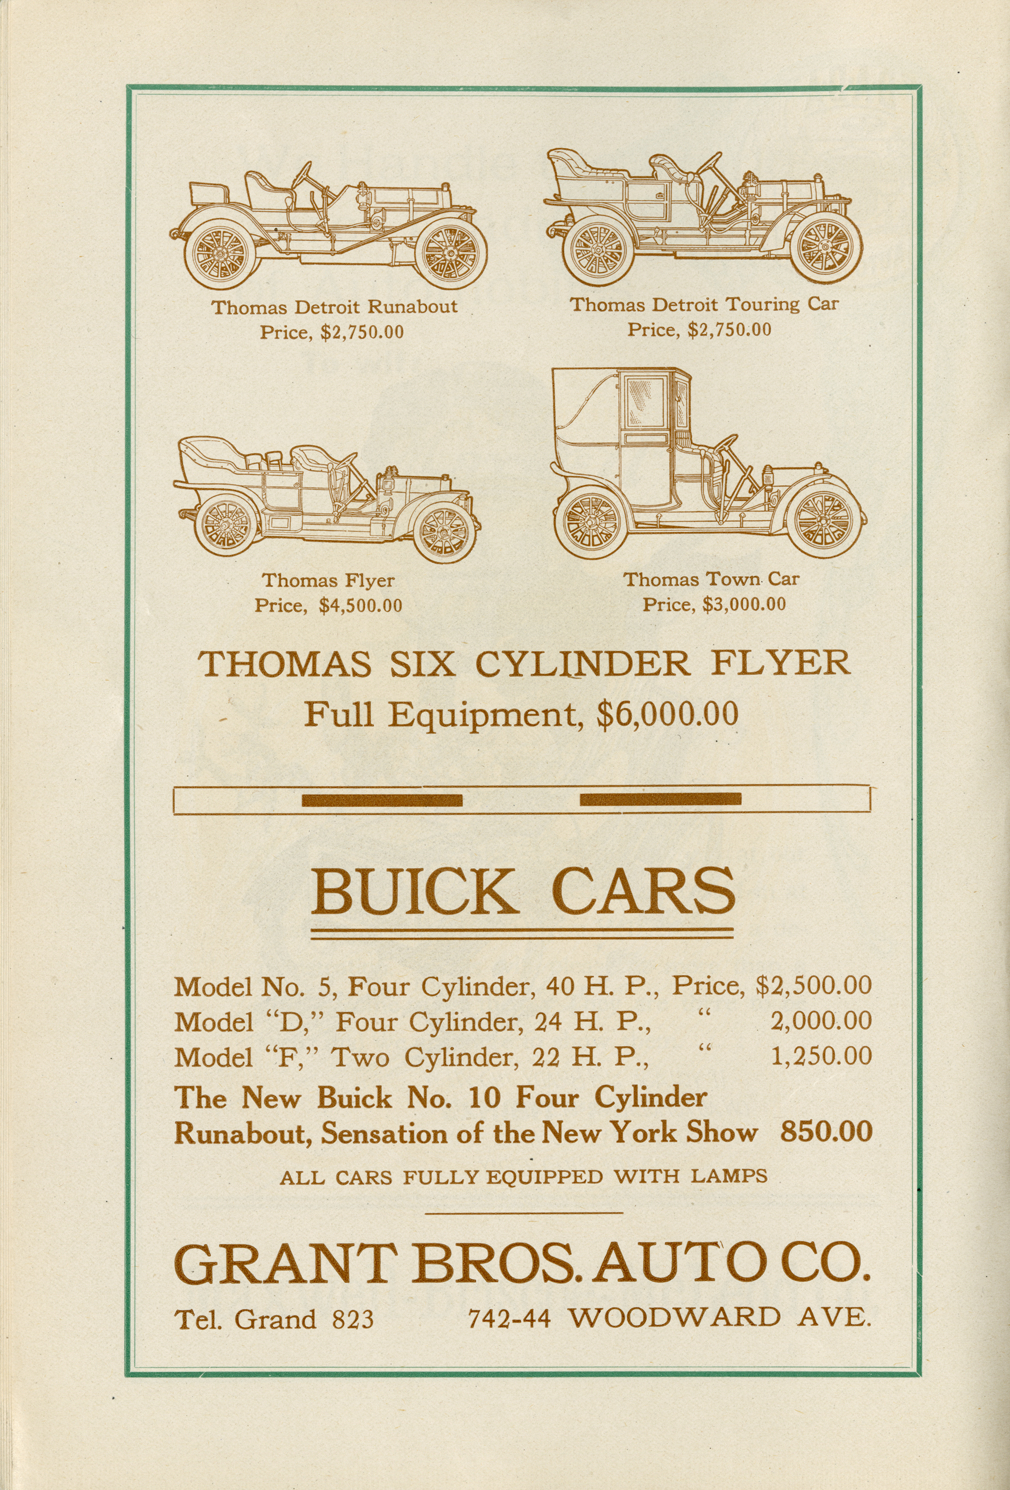 Thomas Detroit Runabout
Price, $2,750.00
Thomas Detroit Touring Car
Price, $2,750.00
Thomas Flyer
Price, $4,500.00
Thomas Town Car
Price, $3,000.00
THOMAS SIX CYLINDER FLYER
Full Equipment, $6,000.00
BUICK CARS
Model No. 5, Four Cylinder, 40 H. P., Price, $2,500.00
Model “D,” Four Cylinder, 24 H. P., “ 2,000.00
Model “F,” Two Cylinder, 22 H. P., “ 1,250.00
The New Buick No. 10 Four Cylinder
Runabout, Sensation of the New York Show 850.00
ALL CARS FULLY EQUIPPED WITH LAMPS
GRANT BROS. AUTO CO.
Tel. Grand 823 742-44 WOODWARD AVE.